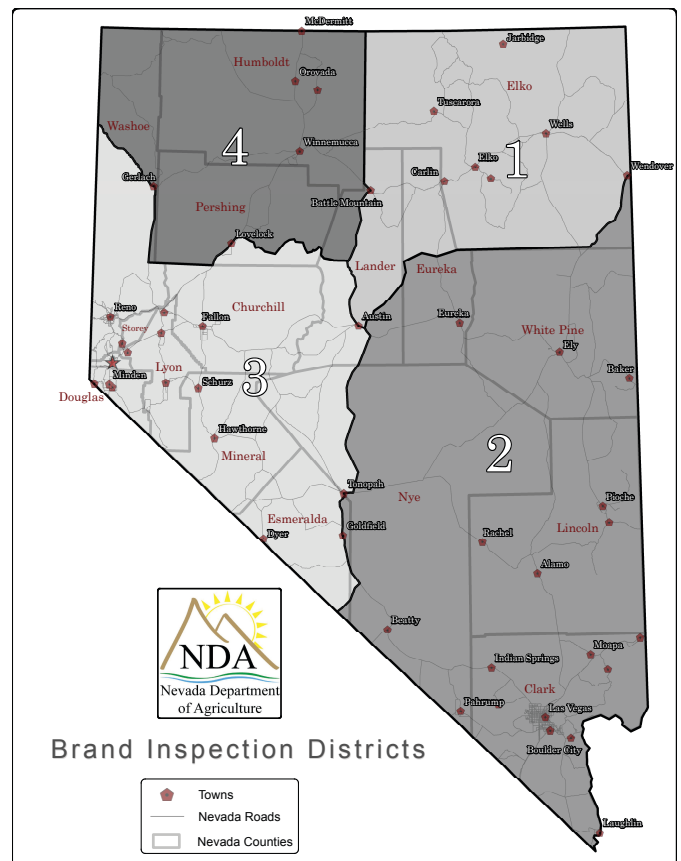 McDermitt
Jarbidge
Humboldt
Orovada
Elko
Tuscarora
Washoe
Wells
4
Winnemucca
1
Elko
Carlin
Wendover
Gerlach
Battle Mountain
Pershing
Lovelock
Lander
Eureka
Churchill
Reno
Fallon
Austin
Eureka
Storey
White Pine
Ely
Lyon
3
Minden
Schurz
Baker
Douglas
Hawthorne
Mineral
2
Tonopah
Nye
Pioche
Esmeralda
Goldfield
Lincoln
Dyer
Rachel
Alamo
Beatty
Moapa
Indian Springs
Clark
Pahrump
Las Vegas
Boulder City
Laughlin
NDA
Nevada Department
of Agriculture
Brand Inspection Districts
Towns
Nevada Roads
Nevada Counties